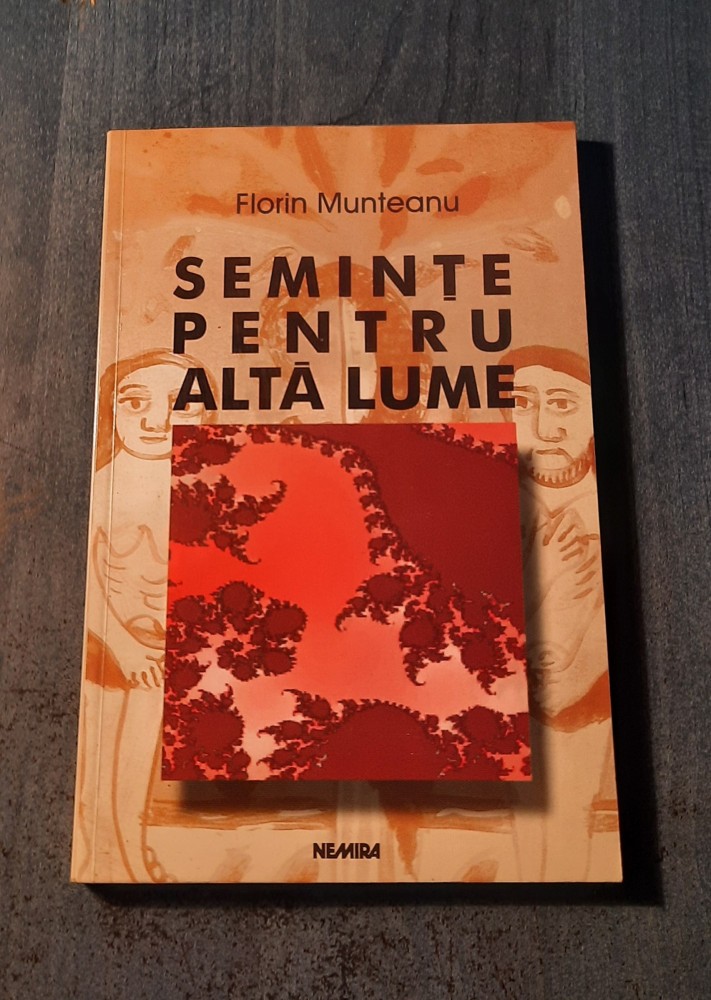 Florin Munteanu
SEMINȚE
PENTRU
ALTĂ LUME
NEMIRA